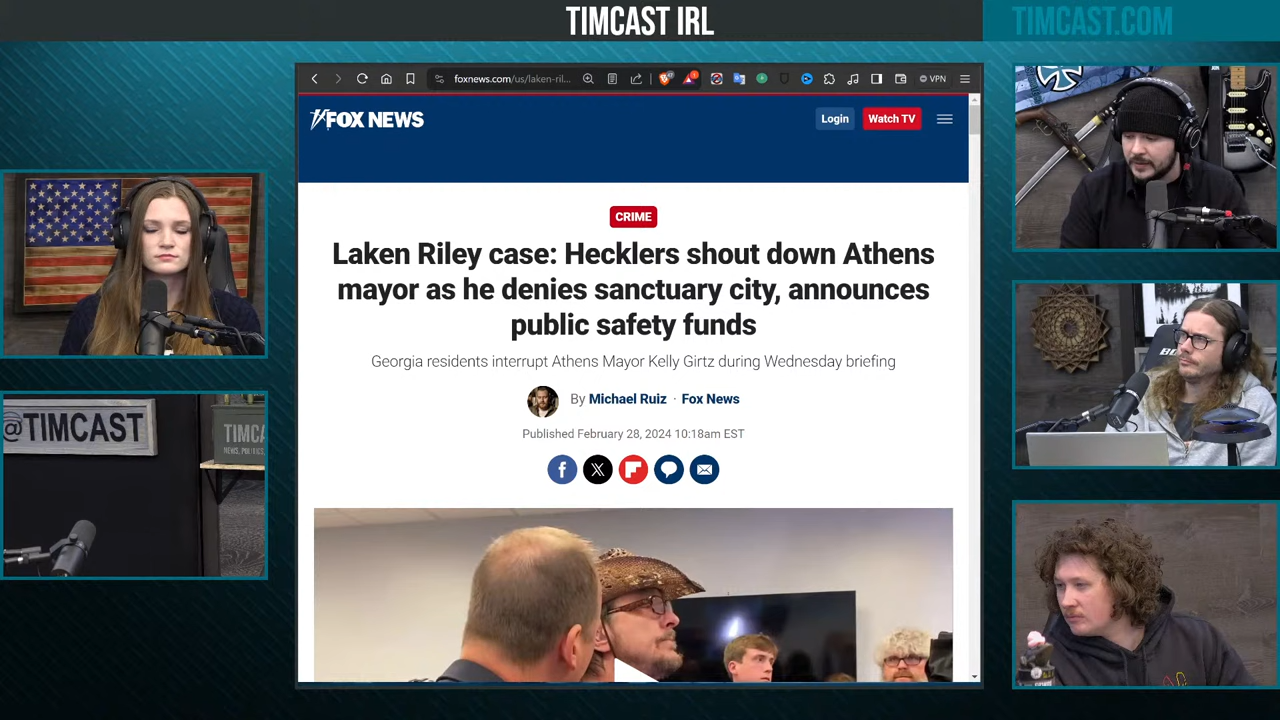 TIMCAST IRL
TIMCAST.COM
foxnews.com/us/laken-ril...
VPN
FOX NEWS
Login
Watch TV
CRIME
Laken Riley case: Hecklers shout down Athens
mayor as he denies sanctuary city, announces
public safety funds
Georgia residents interrupt Athens Mayor Kelly Girtz during Wednesday briefing
By Michael Ruiz · Fox News
Published February 28, 2024 10:18am EST
@TIMCAST
TIMC